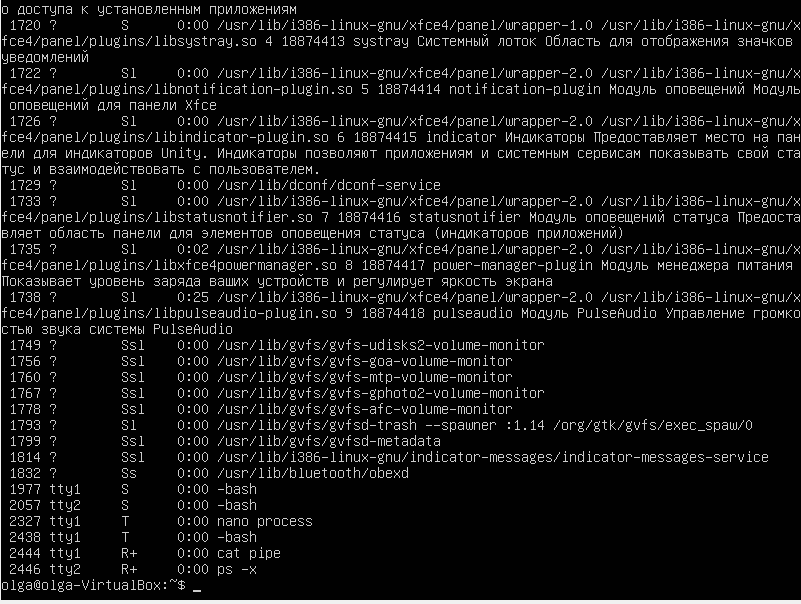 о доступа к установленным приложениям
 1720 ?        S      0:00 /usr/lib/i386-linux-gnu/xfce4/panel/wrapper-1.0 /usr/lib/i386-linux-gnu/x
fce4/panel/plugins/libsystray.so 4 18874413 systray Системный лоток Область для отображения значков
уведомлений
 1722 ?        Sl     0:00 /usr/lib/i386-linux-gnu/xfce4/panel/wrapper-2.0 /usr/lib/i386-linux-gnu/x
fce4/panel/plugins/libnotification-plugin.so 5 18874414 notification-plugin Модуль оповещений Модуль
 оповещений для панели Xfce
 1726 ?        Sl     0:00 /usr/lib/i386-linux-gnu/xfce4/panel/wrapper-2.0 /usr/lib/i386-linux-gnu/x
fce4/panel/plugins/libindicator-plugin.so 6 18874415 indicator Индикаторы Предоставляет место на пан
ели для индикаторов Unity. Индикаторы позволяют приложениям и системным сервисам показывать свой ста
тус и взаимодействовать с пользователем.
 1729 ?        Sl     0:00 /usr/lib/dconf/dconf-service
 1733 ?        Sl     0:00 /usr/lib/i386-linux-gnu/xfce4/panel/wrapper-2.0 /usr/lib/i386-linux-gnu/x
fce4/panel/plugins/libstatusnotifier.so 7 18874416 statusnotifier Модуль оповещений статуса Предоста
вляет область панели для элементов оповещения статуса (индикаторов приложений)
 1735 ?        Sl     0:02 /usr/lib/i386-linux-gnu/xfce4/panel/wrapper-2.0 /usr/lib/i386-linux-gnu/x
fce4/panel/plugins/libxfce4powermanager.so 8 18874417 power-manager-plugin Модуль менеджера питания
Показывает уровень заряда ваших устройств и регулирует яркость экрана
 1738 ?        Sl     0:25 /usr/lib/i386-linux-gnu/xfce4/panel/wrapper-2.0 /usr/lib/i386-linux-gnu/x
fce4/panel/plugins/libpulseaudio-plugin.so 9 18874418 pulseaudio Модуль PulseAudio Управление громко
стью звука системы PulseAudio
 1749 ?        Ssl    0:00 /usr/lib/gvfs/gvfs-udisks2-volume-monitor
 1756 ?        Ssl    0:00 /usr/lib/gvfs/gvfs-goa-volume-monitor
 1760 ?        Ssl    0:00 /usr/lib/gvfs/gvfs-mtp-volume-monitor
 1767 ?        Ssl    0:00 /usr/lib/gvfs/gvfs-gphoto2-volume-monitor
 1778 ?        Ssl    0:00 /usr/lib/gvfs/gvfs-afc-volume-monitor
 1793 ?        Sl     0:00 /usr/lib/gvfs/gvfsd-trash --spawner :1.14 /org/gtk/gvfs/exec_spaw/0
 1799 ?        Ssl    0:00 /usr/lib/gvfs/gvfsd-metadata
 1814 ?        Ssl    0:00 /usr/lib/i386-linux-gnu/indicator-messages/indicator-messages-service
 1832 ?        Ss     0:00 /usr/lib/bluetooth/obexd
 1977 tty1     S      0:00 -bash
 2057 tty2     S      0:00 -bash
 2327 tty1     T      0:00 nano process
 2438 tty1     T      0:00 -bash
 2444 tty1     R+     0:00 cat pipe
 2446 tty2     R+     0:00 ps -x
olga@olga-VirtualBox:~$ _